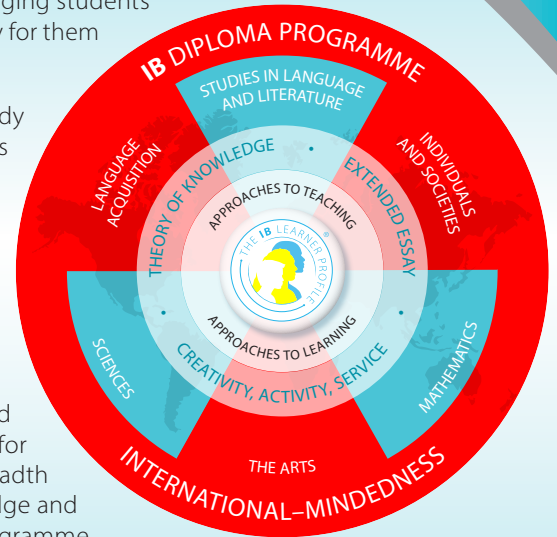 ging students
y for them
dy
s
d
for
adth
dge and
gramme
IB DIPLOMA PROGRAMME
STUDIES IN LANGUAGE
AND LITERATURE
LANGUAGE
ACQUISITION
INDIVIDUALS
AND SOCIETIES
THEORY OF KNOWLEDGE •
EXTENDED ESSAY •
APPROACHES TO TEACHING
THE IB LEARNER PROFILE ®
APPROACHES TO LEARNING
• CREATIVITY, ACTIVITY, SERVICE
SCIENCES
MATHEMATICS
THE ARTS
INTERNATIONAL–MINDEDNESS